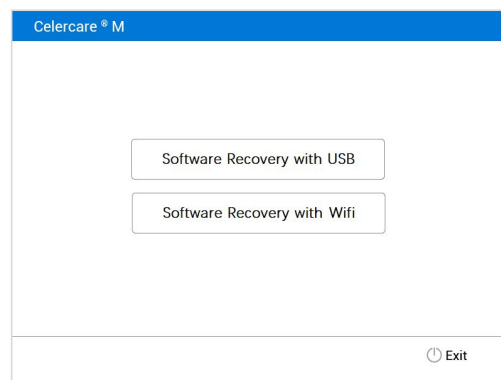 Celercare ® M
Software Recovery with USB
Software Recovery with Wifi
Exit